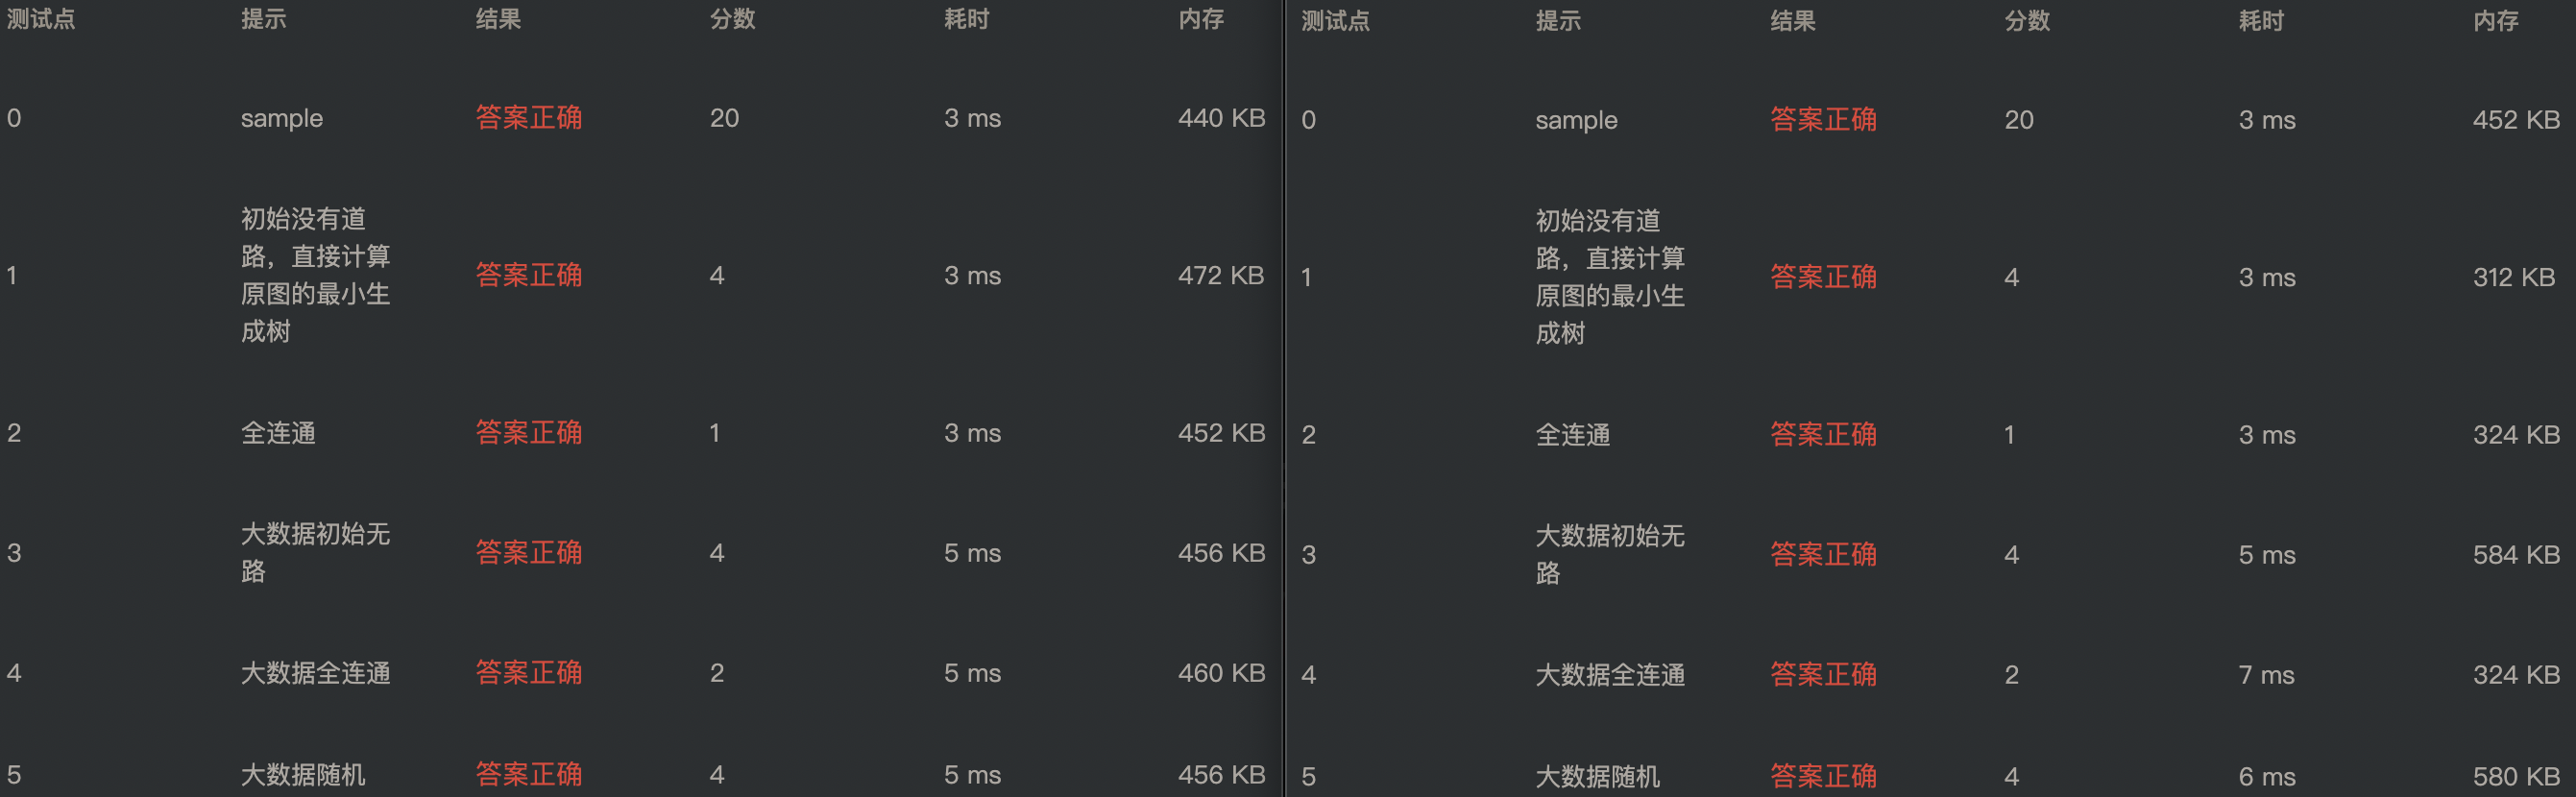 测试点 提示 结果 分数 耗时 内存
0 sample 答案正确 20 3 ms 440 KB
初始没有道
路，直接计算
1 答案正确 4 3 ms 472 KB
原图的最小生
成树
2 全连通 答案正确 1 3 ms 452 KB
大数据初始无
3 答案正确 4 5 ms 456 KB
路
4 大数据全连通 答案正确 2 5 ms 460 KB
5 大数据随机 答案正确 4 5 ms 456 KB
测试点 提示 结果 分数 耗时 内存
0 sample 答案正确 20 3 ms 452 KB
初始没有道
路，直接计算
1 答案正确 4 3 ms 312 KB
原图的最小生
成树
2 全连通 答案正确 1 3 ms 324 KB
大数据初始无
3 答案正确 4 5 ms 584 KB
路
4 大数据全连通 答案正确 2 7 ms 324 KB
5 大数据随机 答案正确 4 6 ms 580 KB